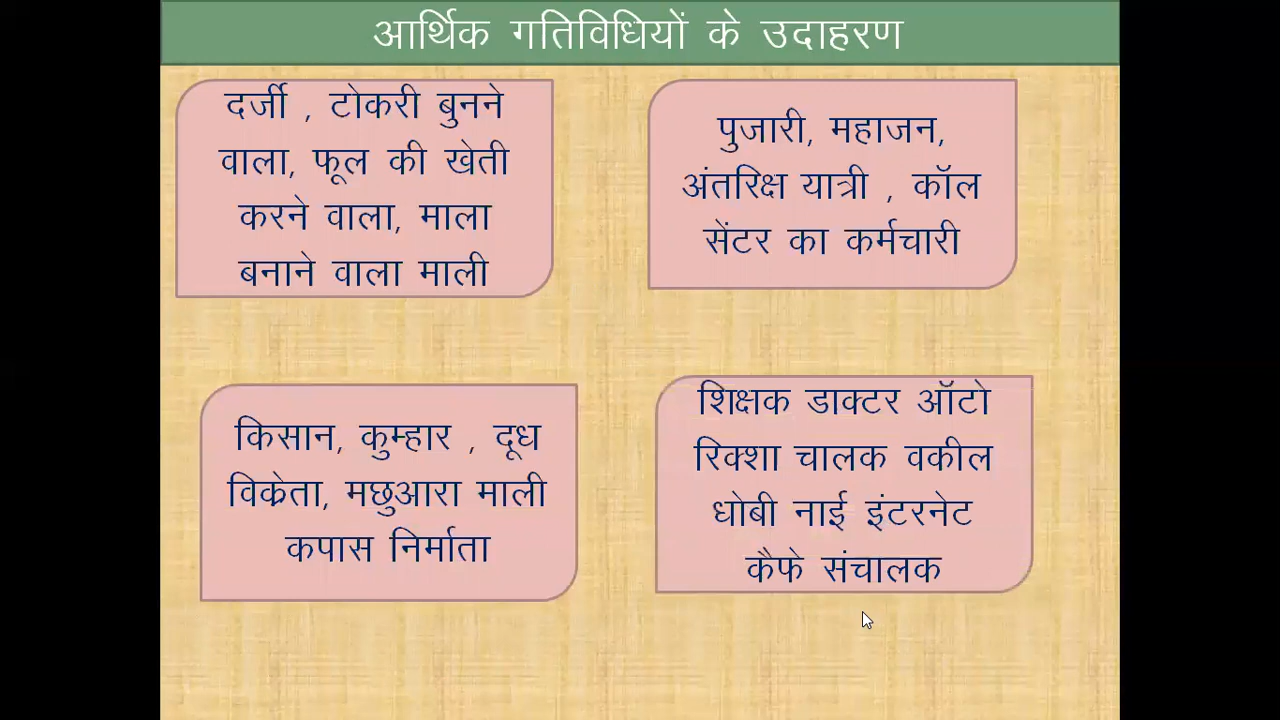 आर्थिक गतिविधियों के उदाहरण
दर्जी , टोकरी बुनने
वाला, फूल की खेती
करने वाला, माला
बनाने वाला माली
पुजारी, महाजन,
अंतरिक्ष यात्री , कॉल
सेंटर का कर्मचारी
किसान, कुम्हार , दूध
विक्रेता, मछुआरा माली
कपास निर्माता
शिक्षक डाक्टर ऑटो
रिक्शा चालक वकील
धोबी नाई इंटरनेट
कैफे संचालक